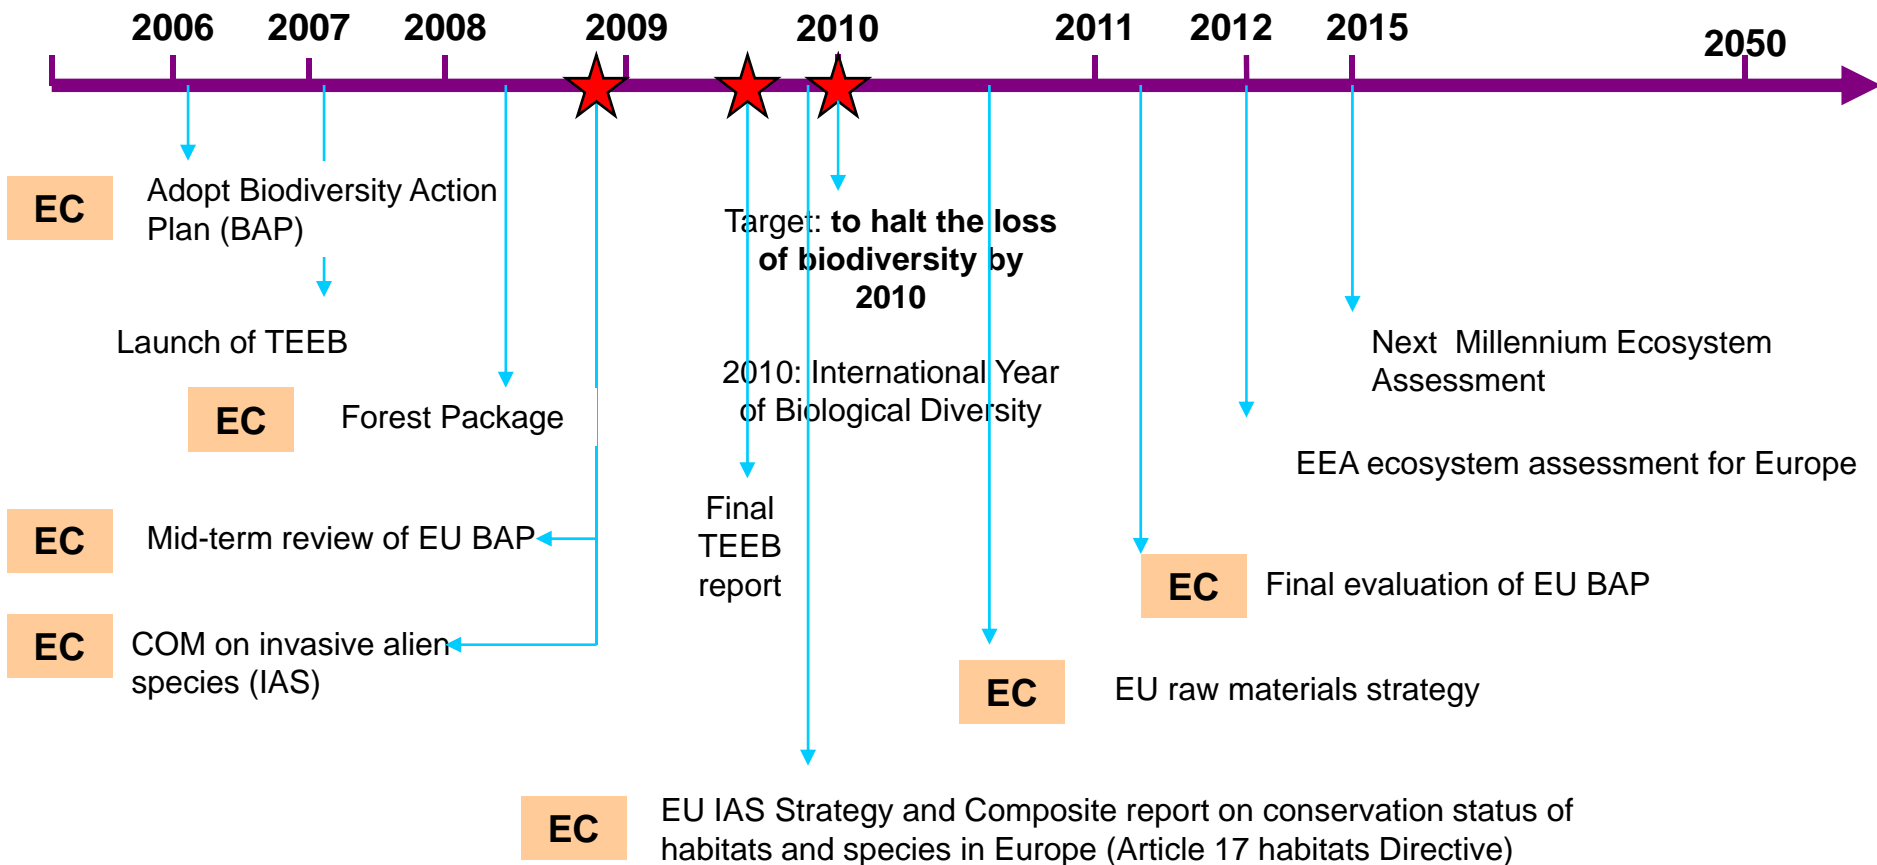 2006 2007 2008 2009 2010 2011 2012 2015 2050
EC
Adopt Biodiversity Action
Plan (BAP)
Launch of TEEB
EC
Forest Package
EC
Mid-term review of EU BAP
EC
COM on invasive alien
species (IAS)
Target: to halt the loss
of biodiversity by
2010
2010: International Year
of Biological Diversity
Final
TEEB
report
Next  Millennium Ecosystem
Assessment
EEA ecosystem assessment for Europe
EC
Final evaluation of EU BAP
EC
EU raw materials strategy
EC
EU IAS Strategy and Composite report on conservation status of
habitats and species in Europe (Article 17 habitats Directive)